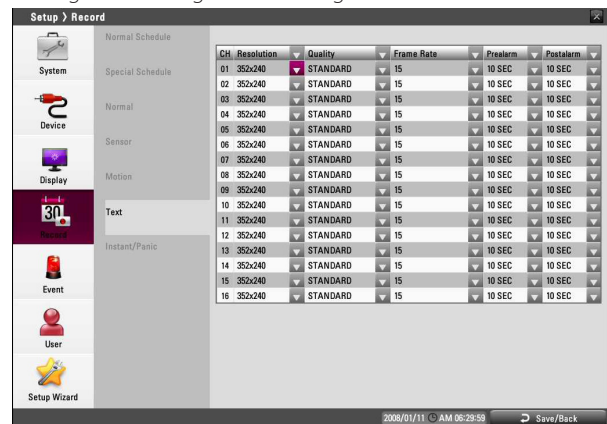 Setup > Record
System
Device
Display
30
Record
Event
User
Setup Wizard
Normal Schedule
Special Schedule
Normal
Sensor
Motion
Text
Instant/Panic
CH Resolution Quality Frame Rate Prealarm Postalarm
01 352x240 STANDARD 15 10 SEC 10 SEC
02 352x240 STANDARD 15 10 SEC 10 SEC
03 352x240 STANDARD 15 10 SEC 10 SEC
04 352x240 STANDARD 15 10 SEC 10 SEC
05 352x240 STANDARD 15 10 SEC 10 SEC
06 352x240 STANDARD 15 10 SEC 10 SEC
07 352x240 STANDARD 15 10 SEC 10 SEC
08 352x240 STANDARD 15 10 SEC 10 SEC
09 352x240 STANDARD 15 10 SEC 10 SEC
10 352x240 STANDARD 15 10 SEC 10 SEC
11 352x240 STANDARD 15 10 SEC 10 SEC
12 352x240 STANDARD 15 10 SEC 10 SEC
13 352x240 STANDARD 15 10 SEC 10 SEC
14 352x240 STANDARD 15 10 SEC 10 SEC
15 352x240 STANDARD 15 10 SEC 10 SEC
16 352x240 STANDARD 15 10 SEC 10 SEC
2008/01/11 AM 06:29:59 Save/Back